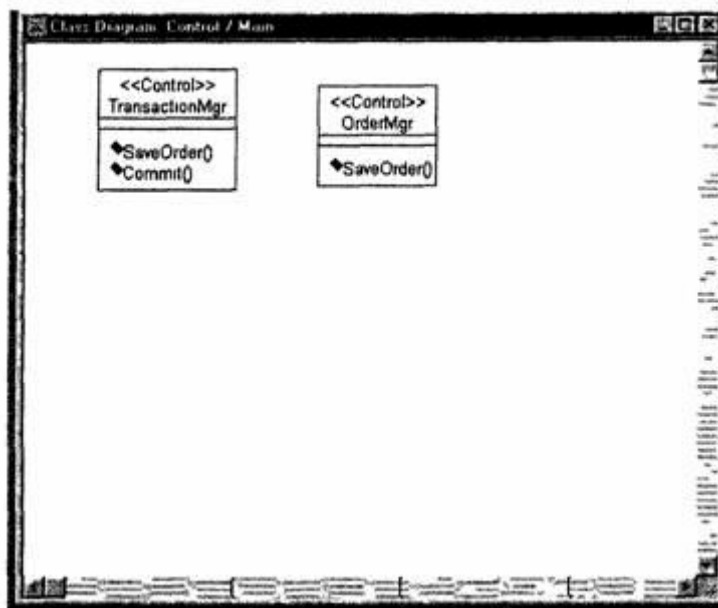 Class Diagram: Control / Main
<<Control>>
TransactionMgr
SaveOrder()
Commit()
<<Control>>
OrderMgr
SaveOrder()